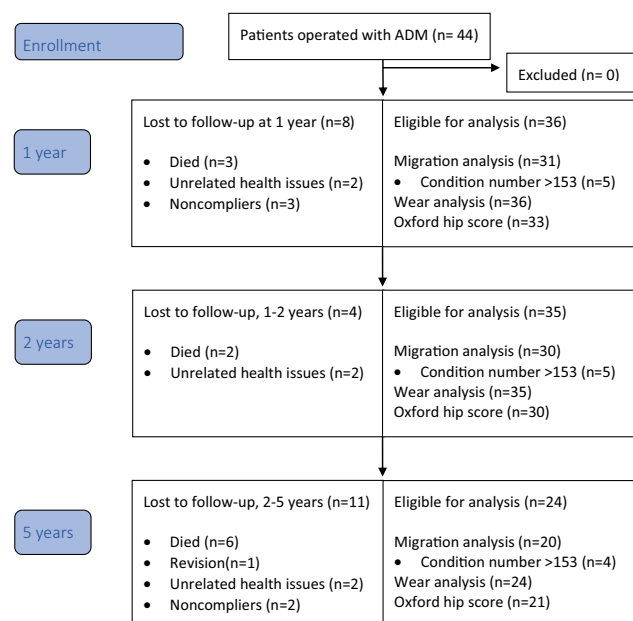 Enrollment
Patients operated with ADM (n= 44)
Excluded (n= 0)
1 year
Lost to follow-up at 1 year (n=8)
• Died (n=3)
• Unrelated health issues (n=2)
• Noncompliers (n=3)
Eligible for analysis (n=36)
Migration analysis (n=31)
• Condition number >153 (n=5)
Wear analysis (n=36)
Oxford hip score (n=33)
2 years
Lost to follow-up, 1-2 years (n=4)
• Died (n=2)
• Unrelated health issues (n=2)
Eligible for analysis (n=35)
Migration analysis (n=30)
• Condition number >153 (n=5)
Wear analysis (n=35)
Oxford hip score (n=30)
5 years
Lost to follow-up, 2-5 years (n=11)
• Died (n=6)
• Revision(n=1)
• Unrelated health issues (n=2)
• Noncompliers (n=2)
Eligible for analysis (n=24)
Migration analysis (n=20)
• Condition number >153 (n=4)
Wear analysis (n=24)
Oxford hip score (n=21)